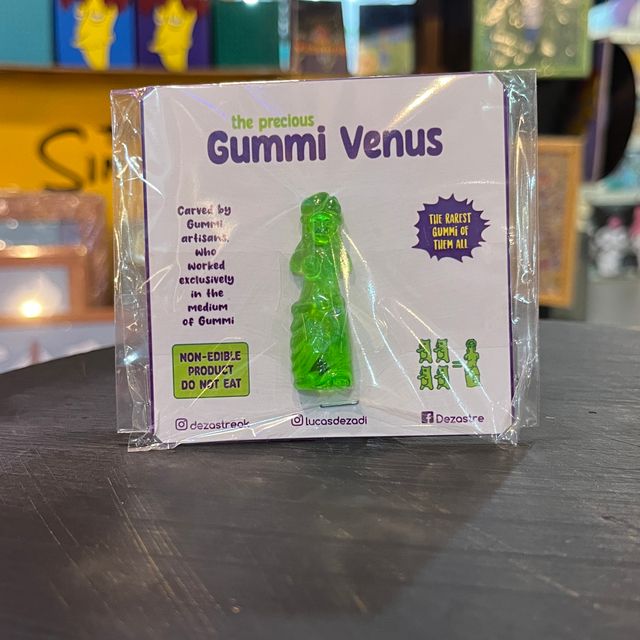 the precious
Gummi Venus
Carved by
Gummi
artisans,
who
worked
exclusively
in the
medium
of Gummi
THE RAREST
GUMMI OF
THEM ALL
NON-EDIBLE
PRODUCT
DO NOT EAT
dezastreok
lucasdezadi
Dezastre